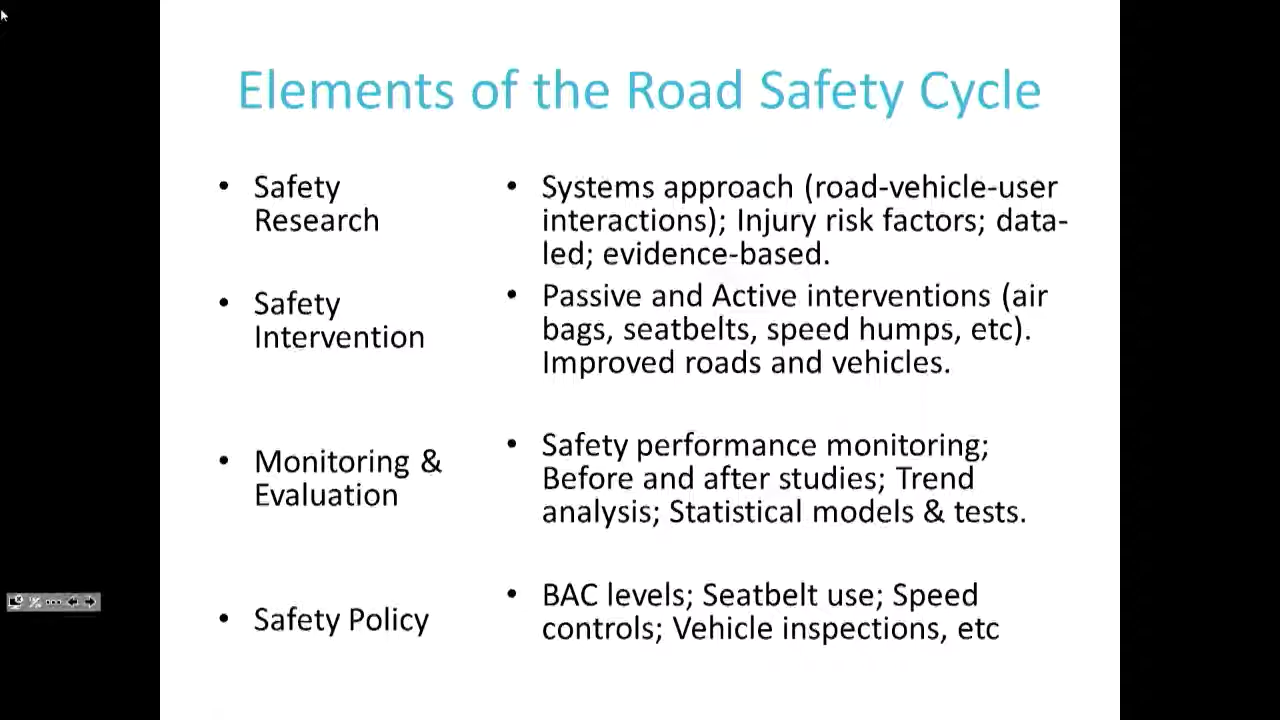 Elements of the Road Safety Cycle
• Safety
Research
• Systems approach (road-vehicle-user
interactions); Injury risk factors; data-
led; evidence-based.
• Safety
Intervention
• Passive and Active interventions (air
bags, seatbelts, speed humps, etc).
Improved roads and vehicles.
• Monitoring &
Evaluation
• Safety performance monitoring;
Before and after studies; Trend
analysis; Statistical models & tests.
• Safety Policy
• BAC levels; Seatbelt use; Speed
controls; Vehicle inspections, etc